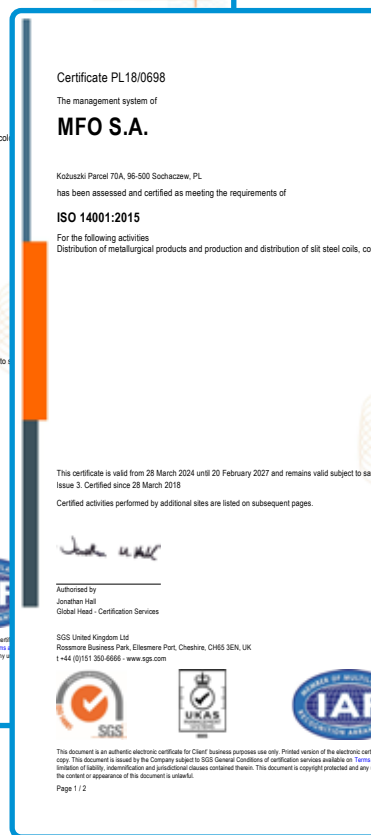 Certificate PL18/0698
The management system of
MFO S.A.
Kożuszki Parcel 70A, 96-500 Sochaczew, PL
has been assessed and certified as meeting the requirements of
ISO 14001:2015
For the following activities
Distribution of metallurgical products and production and distribution of slit steel coils, co
This certificate is valid from 28 March 2024 until 20 February 2027 and remains valid subject to sa
Issue 3. Certified since 28 March 2018
Certified activities performed by additional sites are listed on subsequent pages.
Authorised by
Jonathan Hall
Global Head - Certification Services
SGS United Kingdom Ltd
Rossmore Business Park, Ellesmere Port, Cheshire, CH65 3EN, UK
t +44 (0)151 350-6666 - www.sgs.com
SGS
UKAS
MANAGEMENT SYSTEMS
MEMBER OF MULTIL
IAF
RECOGNITION ARRAN
This document is an authentic electronic certificate for Client' business purposes use only. Printed version of the electronic cert
copy. This document is issued by the Company subject to SGS General Conditions of certification services available on Terms
limitation of liability, indemnification and jurisdictional clauses contained therein. This document is copyright protected and any
the content or appearance of this document is unlawful.
Page 1 / 2